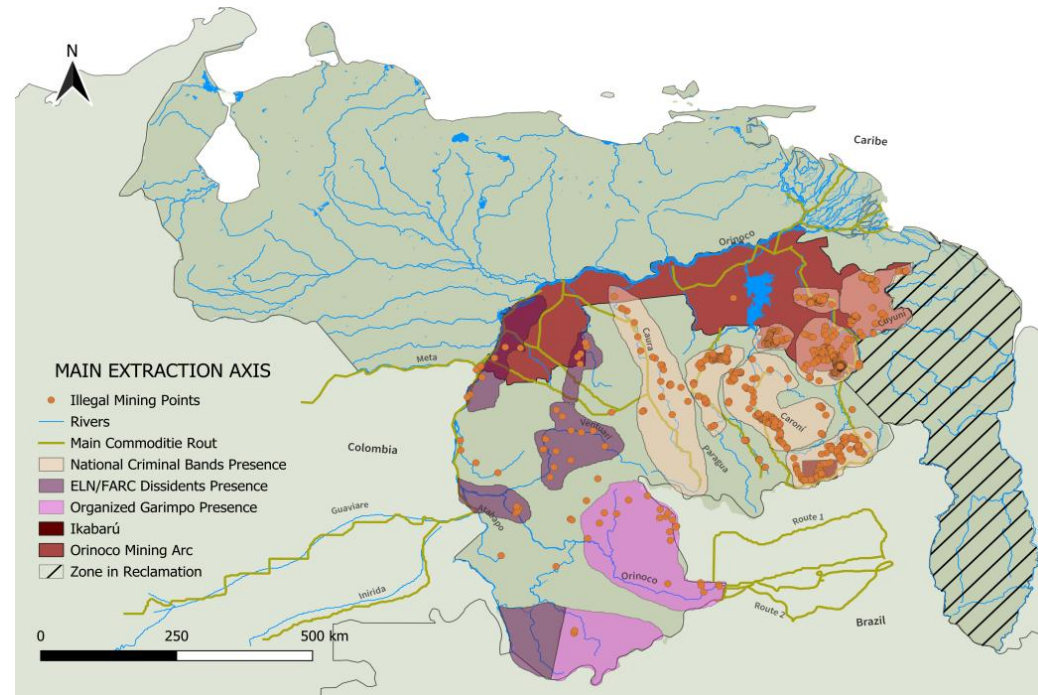 N
Caribe
Orinoco
Cuyuni
Caura
Meta
MAIN EXTRACTION AXIS
Illegal Mining Points
Rivers
Main Commoditie Rout
National Criminal Bands Presence
ELN/FARC Dissidents Presence
Organized Garimpo Presence
Ikabarú
Orinoco Mining Arc
Zone in Reclamation
Colombia
Ventuari
Caroní
Paragua
Guaviare
Atabapo
Route 1
Orinoco
Inirida
Route 2
Brazil
0 250 500 km